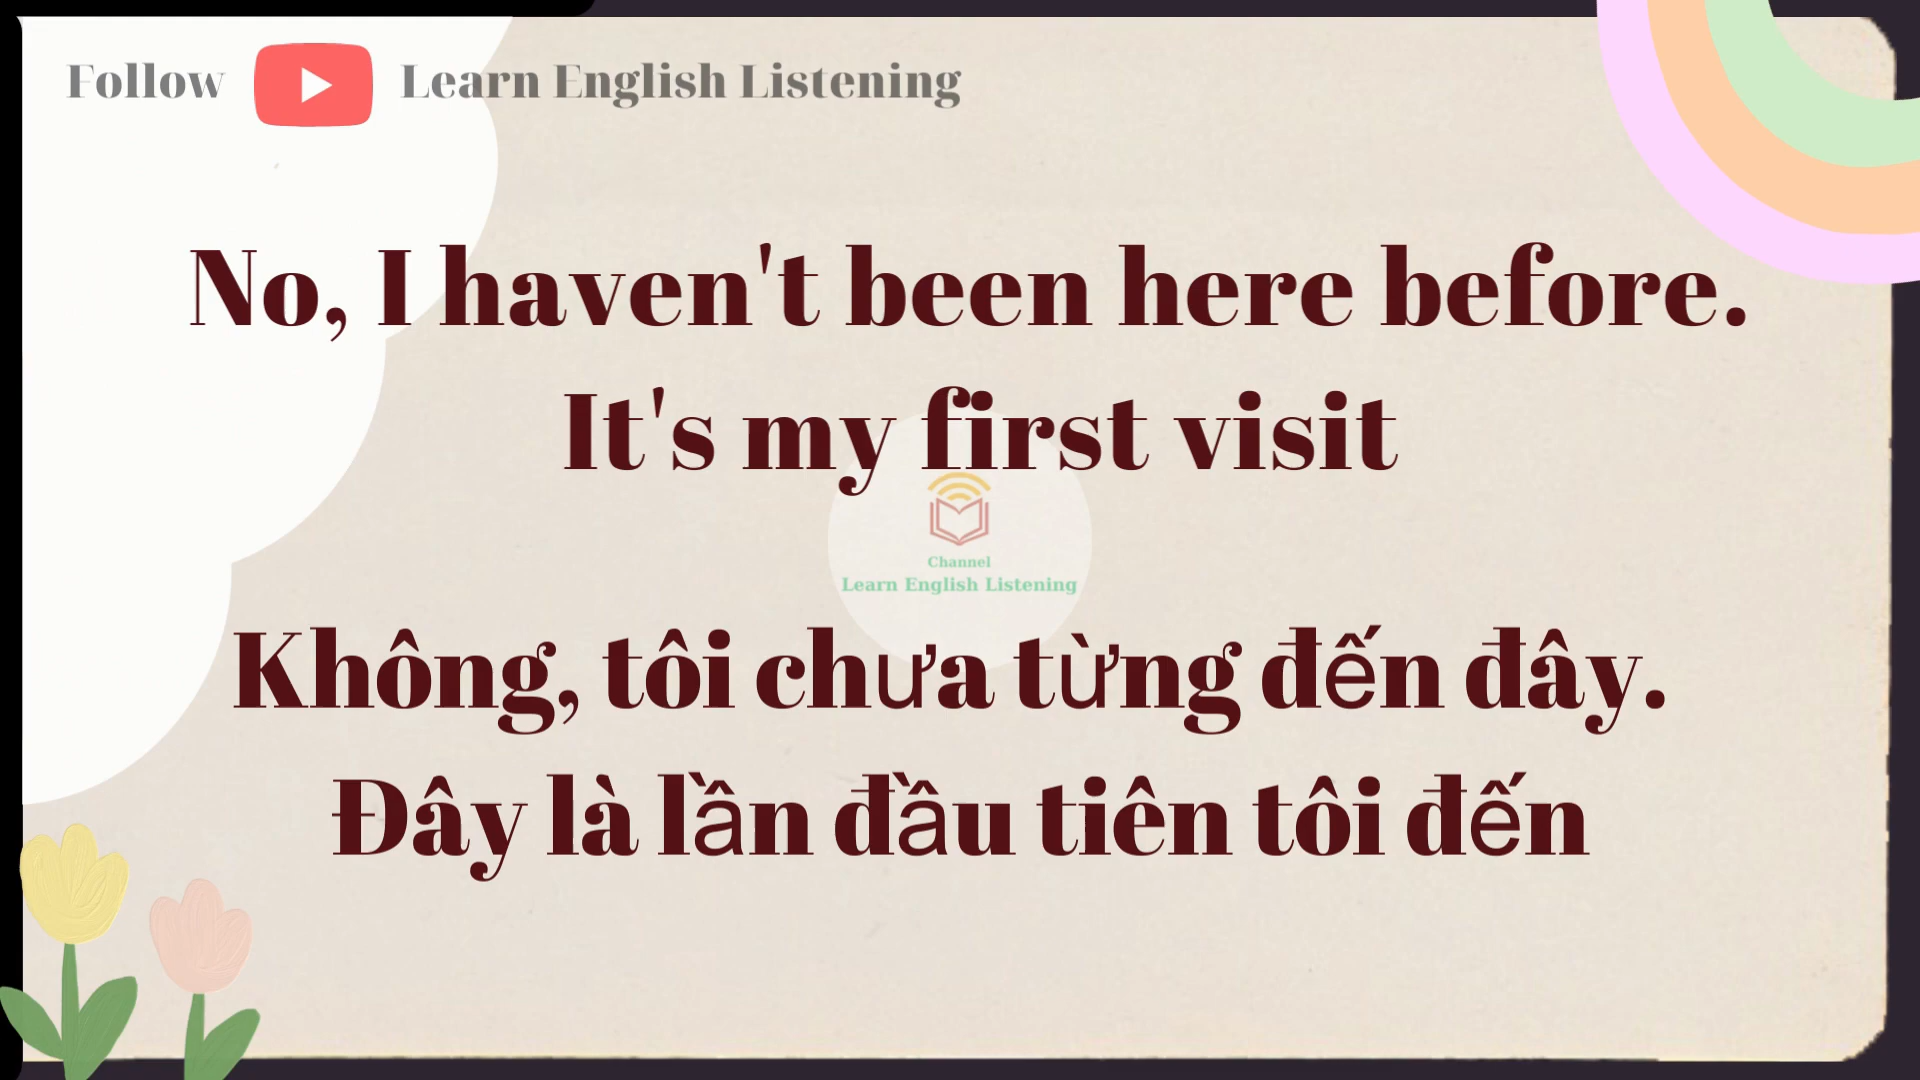 Follow Learn English Listening
No, I haven't been here before.
It's my first visit
Channel
Learn English Listening
Không, tôi chưa từng đến đây.
Đây là lần đầu tiên tôi đến